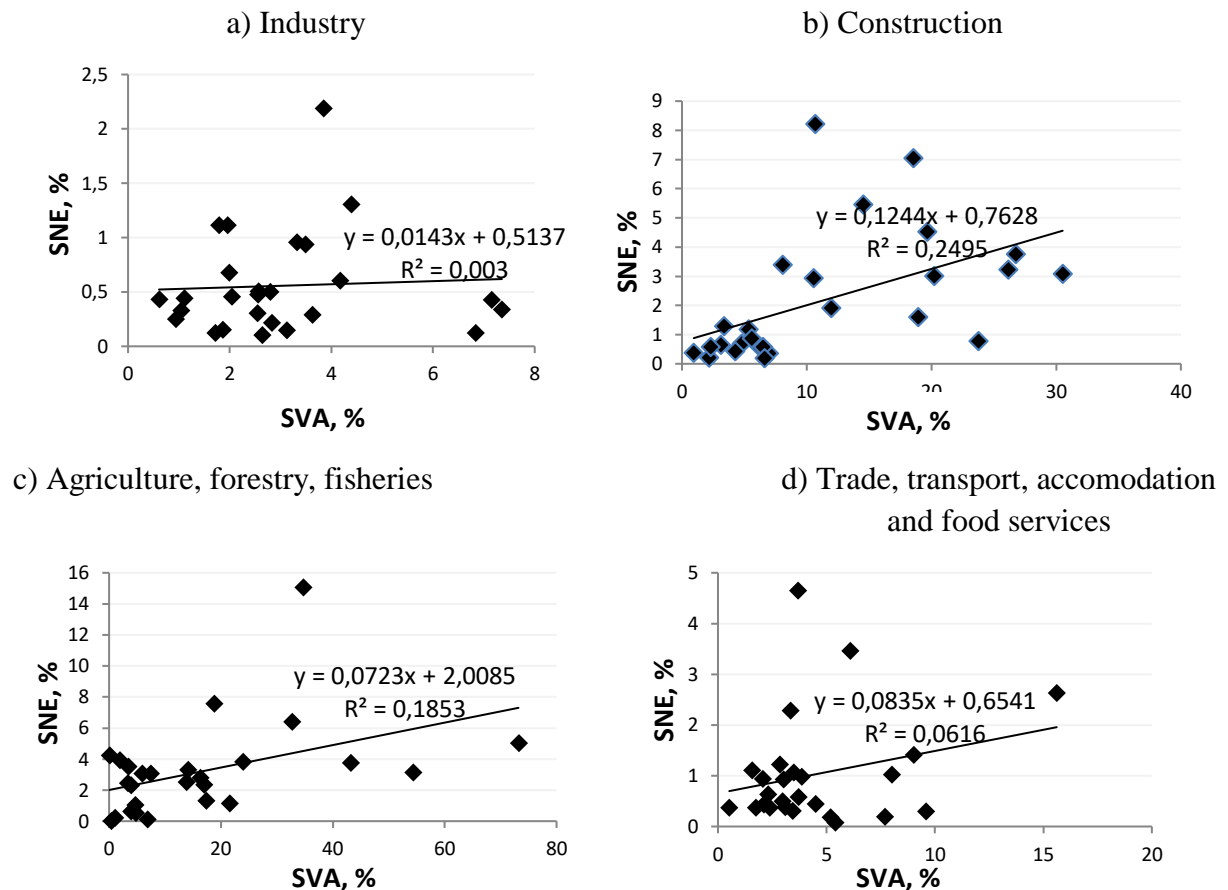 a) Industry
2,5
2
1,5
1
0,5
0
SNE, %
y = 0,0143x + 0,5137
R² = 0,003
0 2 4 6 8
SVA, %
b) Construction
9
8
7
6
5
4
3
2
1
0
SNE, %
y = 0,1244x + 0,7628
R² = 0,2495
0 10 20 30 40
SVA, %
c) Agriculture, forestry, fisheries
16
14
12
10
8
6
4
2
0
SNE, %
y = 0,0723x + 2,0085
R² = 0,1853
0 20 40 60 80
SVA, %
d) Trade, transport, accomodation
and food services
5
4
3
2
1
0
SNE, %
y = 0,0835x + 0,6541
R² = 0,0616
0 5 10 15 20
SVA, %